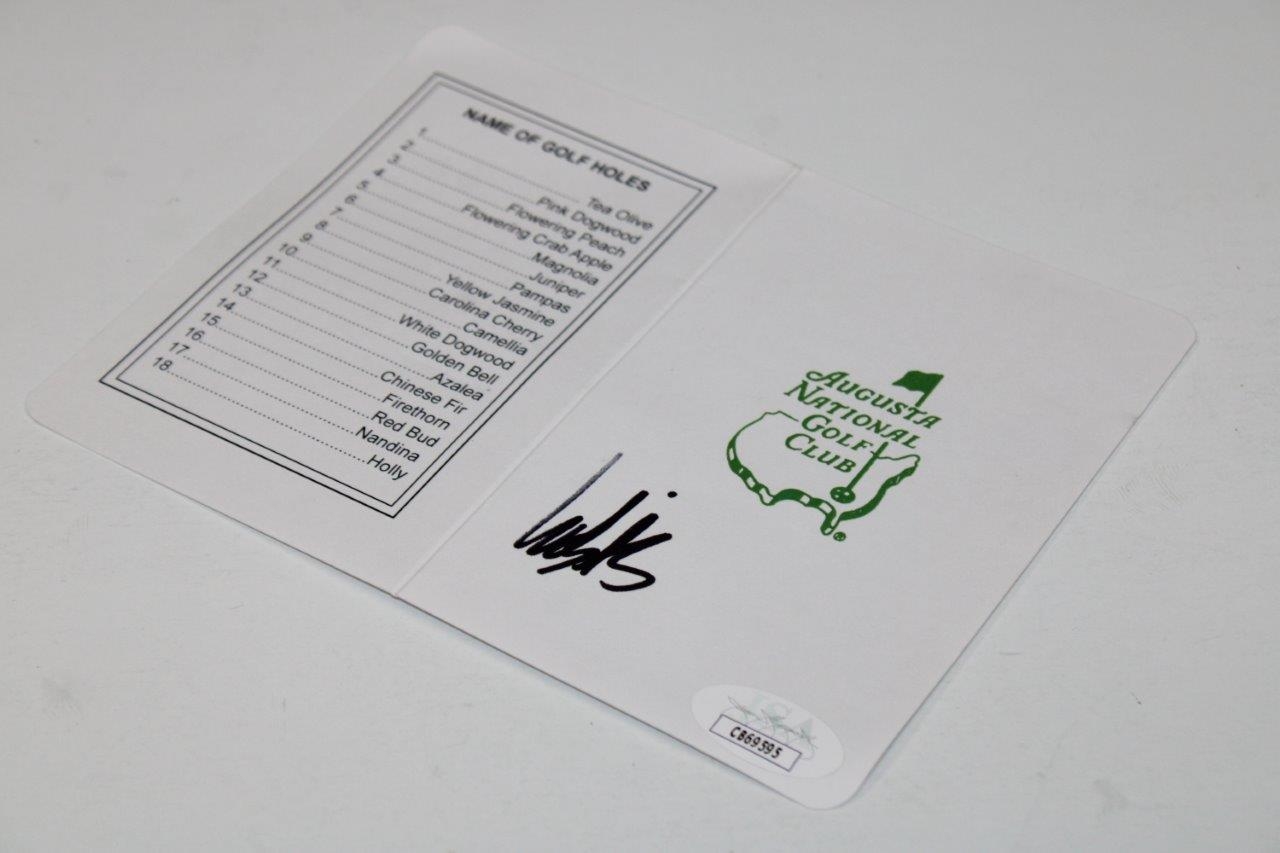 NAME OF GOLF HOLES
1. Tea Olive
2. Pink Dogwood
3. Flowering Peach
4. Flowering Crab Apple
5. Magnolia
6. Juniper
7. Pampas
8. Yellow Jasmine
9. Carolina Cherry
10. Camellia
11. White Dogwood
12. Golden Bell
13. Azalea
14. Chinese Fir
15. Firethorn
16. Red Bud
17. Nandina
18. Holly
AUGUSTA
NATIONAL
GOLF
CLUB
®
JSA
CB69595